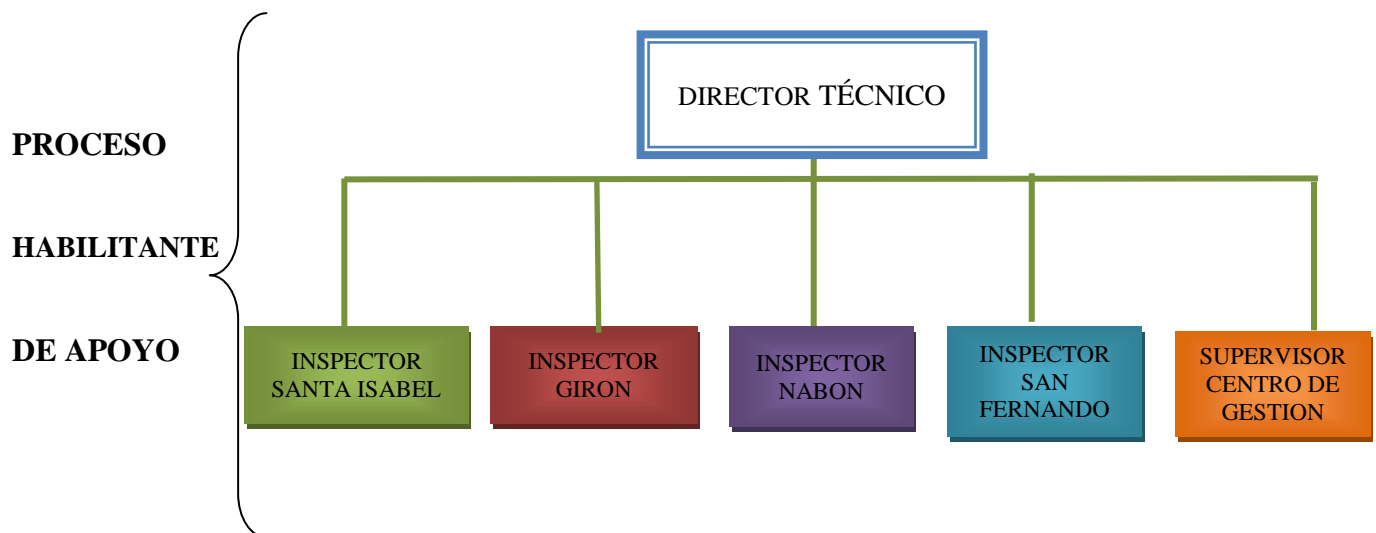 DIRECTOR TÉCNICO
PROCESO
HABILITANTE
DE APOYO
INSPECTOR
SANTA ISABEL
INSPECTOR
GIRON
INSPECTOR
NABON
INSPECTOR
SAN
FERNANDO
SUPERVISOR
CENTRO DE
GESTION